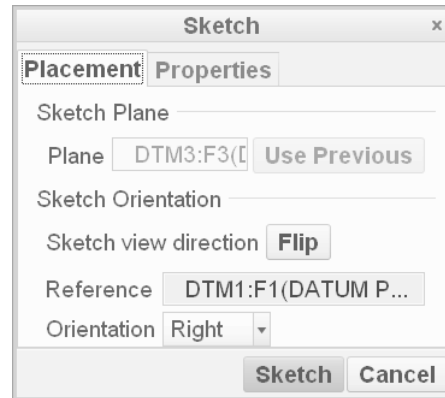 Sketch ×
Placement Properties
Sketch Plane
Plane DTM3:F3(D Use Previous
Sketch Orientation
Sketch view direction Flip
Reference DTM1:F1(DATUM P...
Orientation Right
Sketch Cancel